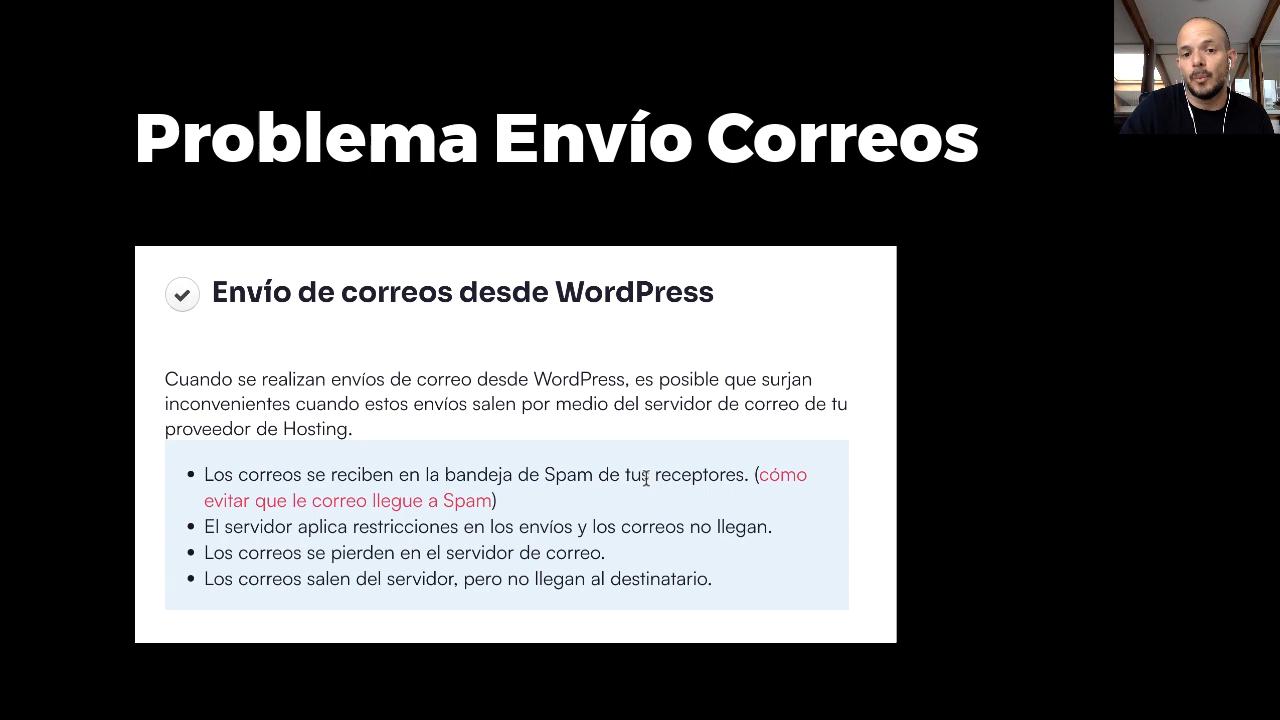 Problema Envío Correos
Envío de correos desde WordPress
Cuando se realizan envíos de correo desde WordPress, es posible que surjan
inconvenientes cuando estos envíos salen por medio del servidor de correo de tu
proveedor de Hosting.
• Los correos se reciben en la bandeja de Spam de tus receptores. (cómo
evitar que le correo llegue a Spam)
• El servidor aplica restricciones en los envíos y los correos no llegan.
• Los correos se pierden en el servidor de correo.
• Los correos salen del servidor, pero no llegan al destinatario.